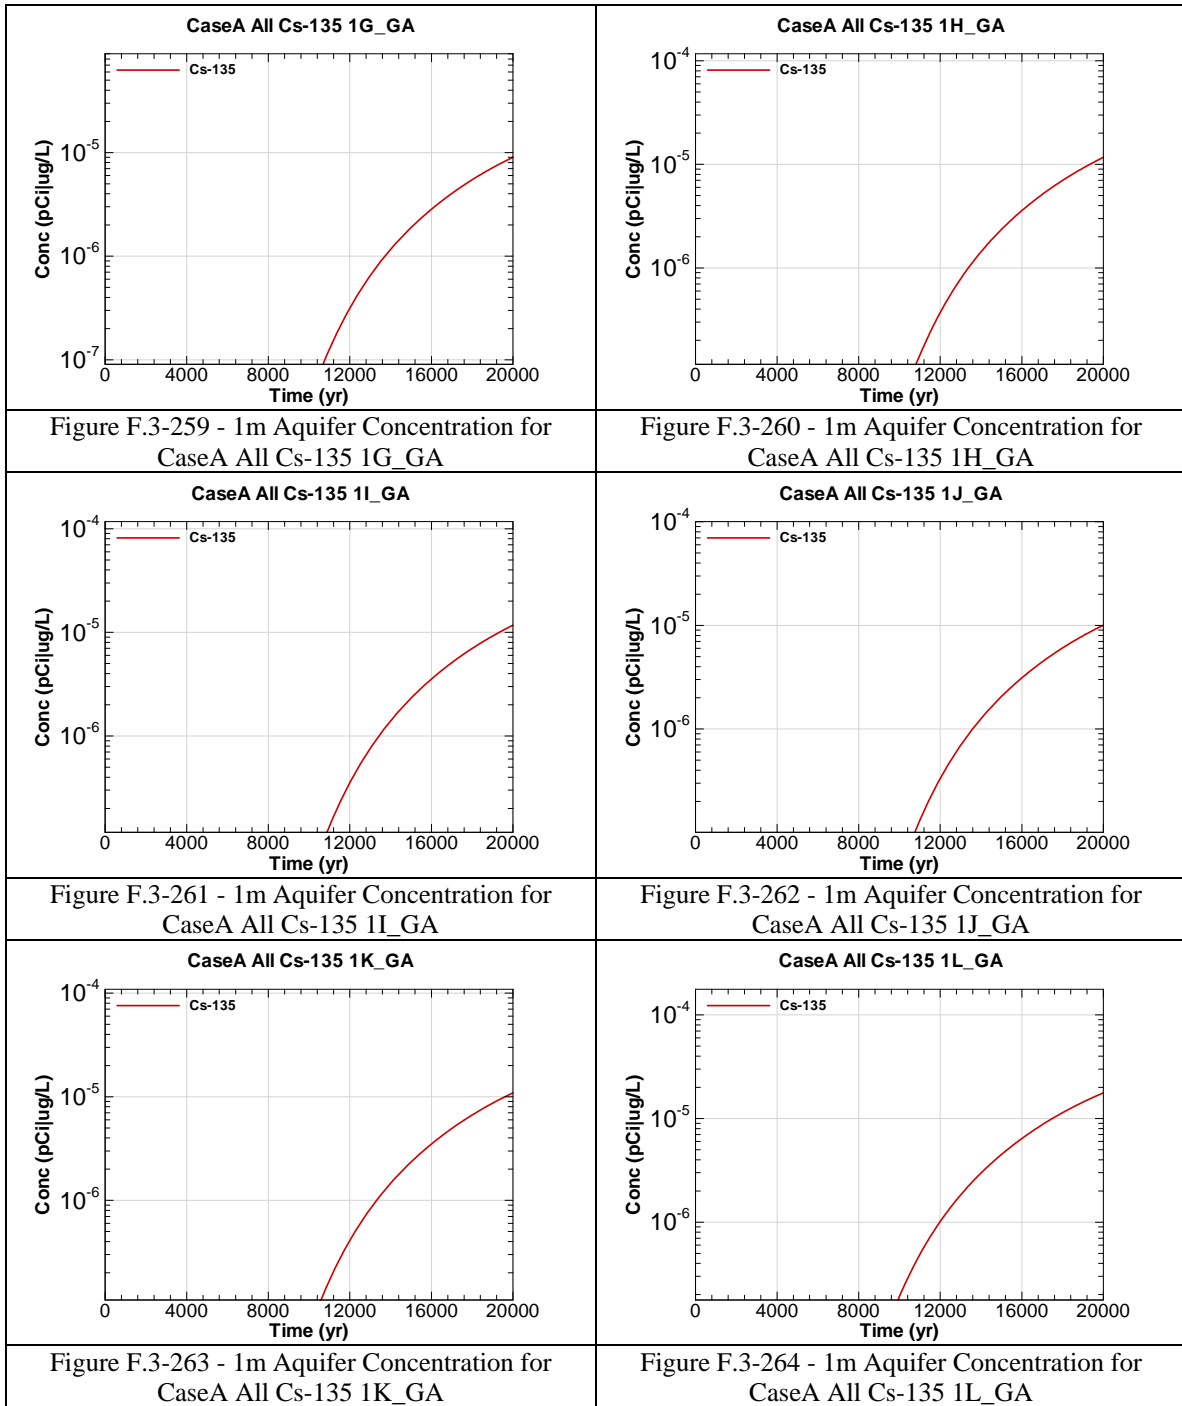 CaseA All Cs-135 1G_GA
Cs-135
Conc (pCi|ug/L)
10-5
10-6
10-7
0 4000 8000 12000 16000 20000
Time (yr)
Figure F.3-259 - 1m Aquifer Concentration for
CaseA All Cs-135 1G_GA
CaseA All Cs-135 1H_GA
Cs-135
Conc (pCi|ug/L)
10-4
10-5
10-6
0 4000 8000 12000 16000 20000
Time (yr)
Figure F.3-260 - 1m Aquifer Concentration for
CaseA All Cs-135 1H_GA
CaseA All Cs-135 1I_GA
Cs-135
Conc (pCi|ug/L)
10-4
10-5
10-6
0 4000 8000 12000 16000 20000
Time (yr)
Figure F.3-261 - 1m Aquifer Concentration for
CaseA All Cs-135 1I_GA
CaseA All Cs-135 1J_GA
Cs-135
Conc (pCi|ug/L)
10-4
10-5
10-6
0 4000 8000 12000 16000 20000
Time (yr)
Figure F.3-262 - 1m Aquifer Concentration for
CaseA All Cs-135 1J_GA
CaseA All Cs-135 1K_GA
Cs-135
Conc (pCi|ug/L)
10-4
10-5
10-6
0 4000 8000 12000 16000 20000
Time (yr)
Figure F.3-263 - 1m Aquifer Concentration for
CaseA All Cs-135 1K_GA
CaseA All Cs-135 1L_GA
Cs-135
Conc (pCi|ug/L)
10-4
10-5
10-6
0 4000 8000 12000 16000 20000
Time (yr)
Figure F.3-264 - 1m Aquifer Concentration for
CaseA All Cs-135 1L_GA